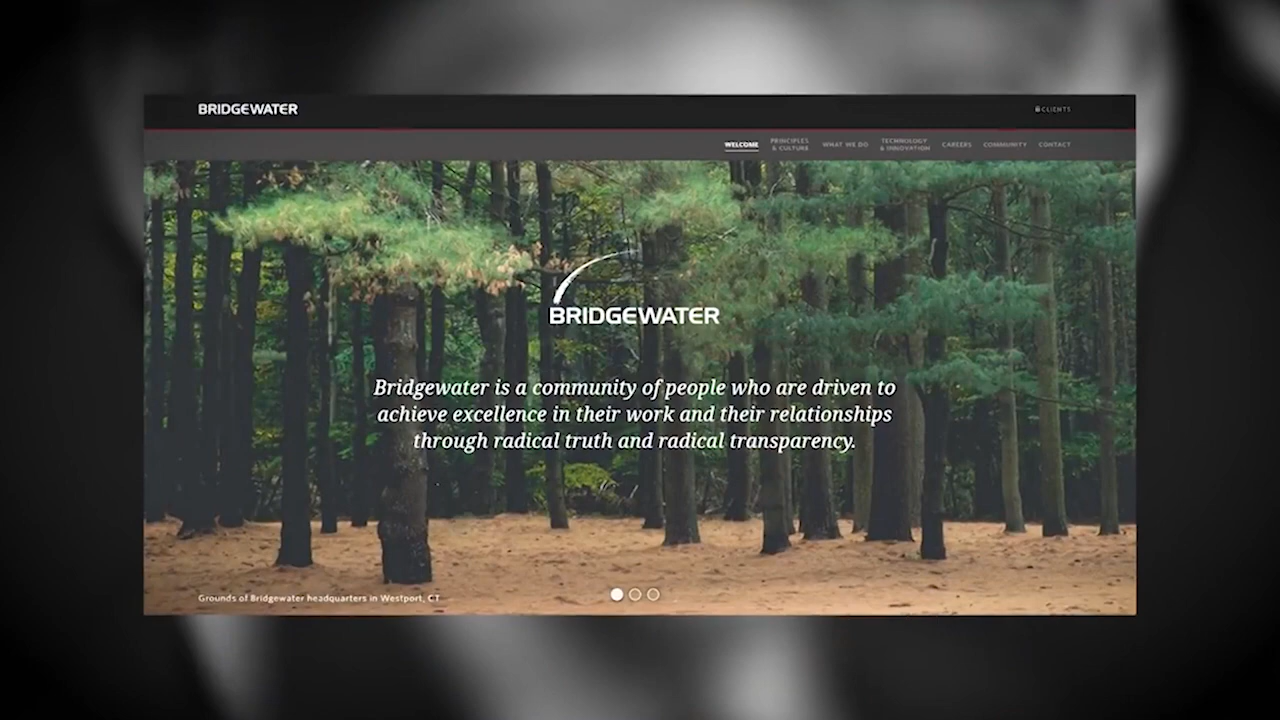 BRIDGEWATER
CLIENTS
WELCOME
PRINCIPLES
& CULTURE
WHAT WE DO
TECHNOLOGY
& INNOVATION
CAREERS
COMMUNITY
CONTACT
BRIDGEWATER
Bridgewater is a community of people who are driven to
achieve excellence in their work and their relationships
through radical truth and radical transparency.
Grounds of Bridgewater headquarters in Westport, CT